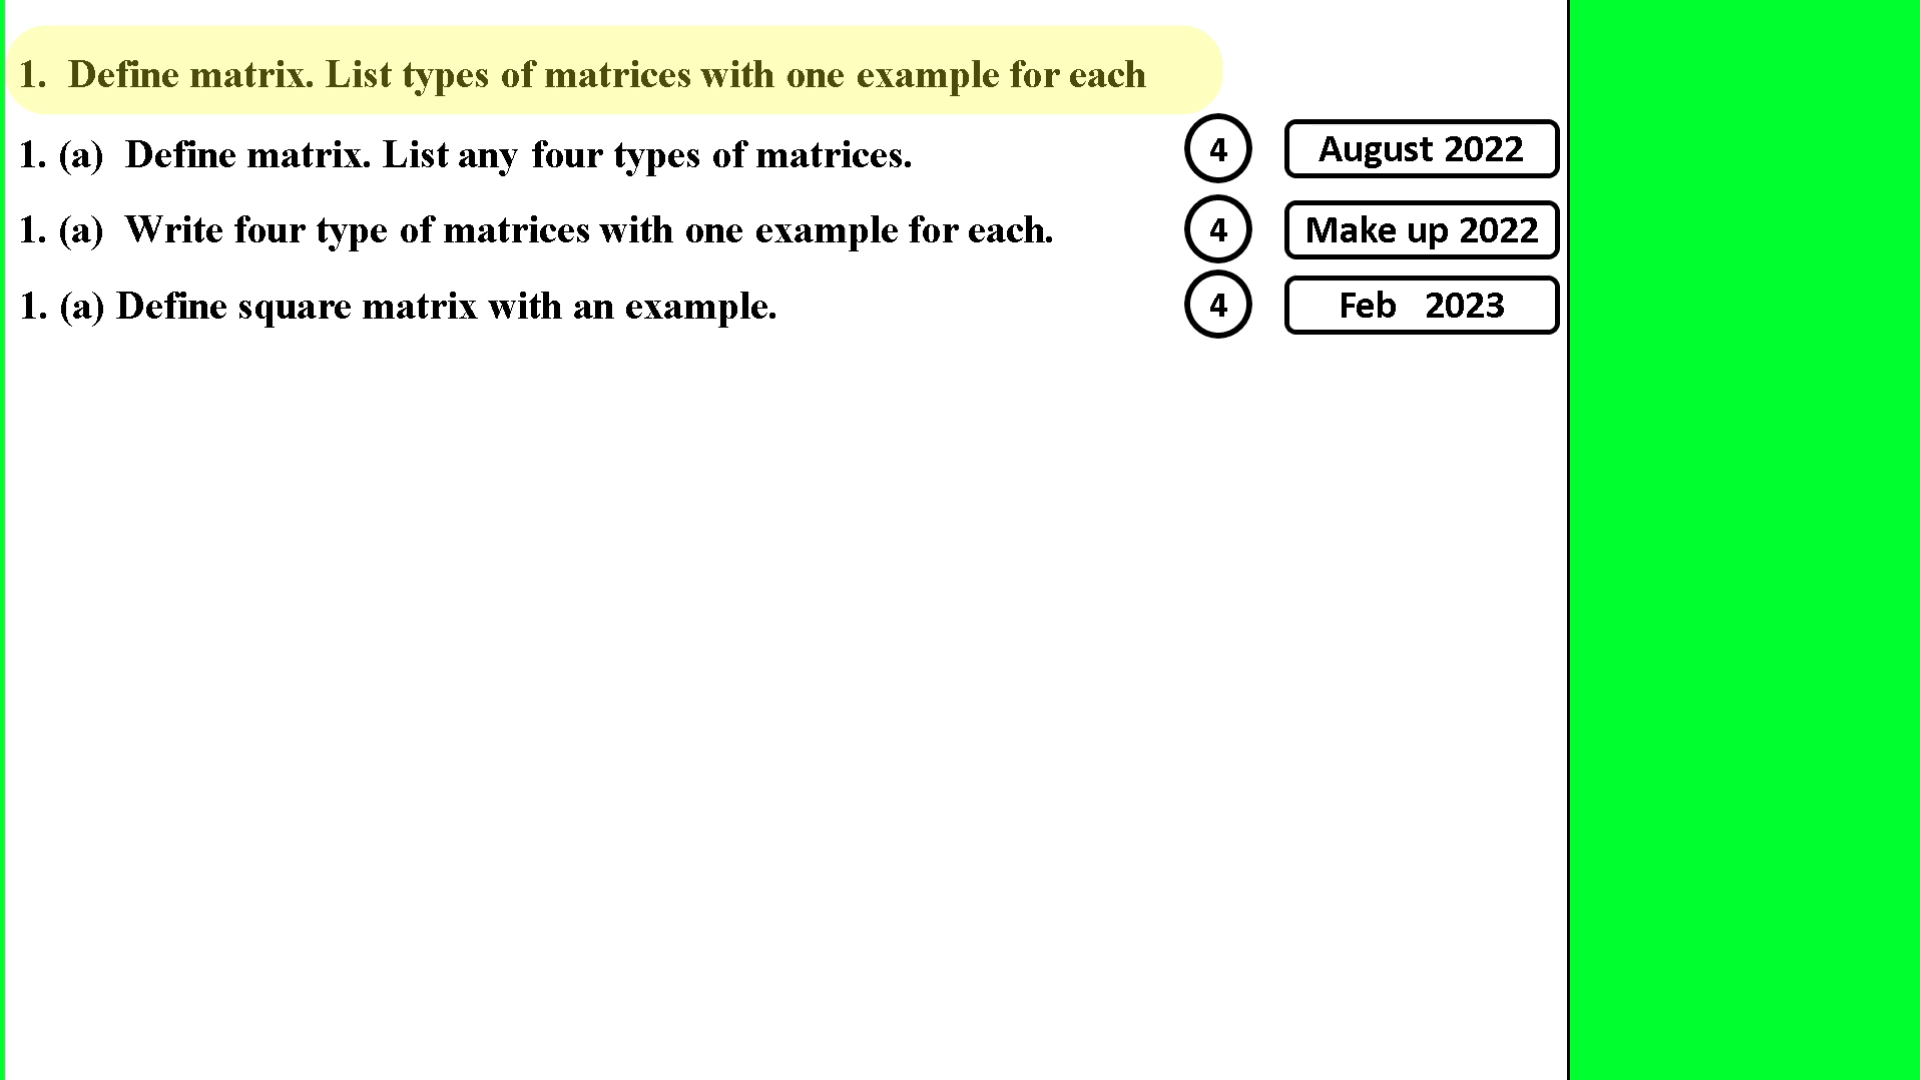 1. Define matrix. List types of matrices with one example for each
1. (a) Define matrix. List any four types of matrices. 4 August 2022
1. (a) Write four type of matrices with one example for each. 4 Make up 2022
1. (a) Define square matrix with an example. 4 Feb 2023